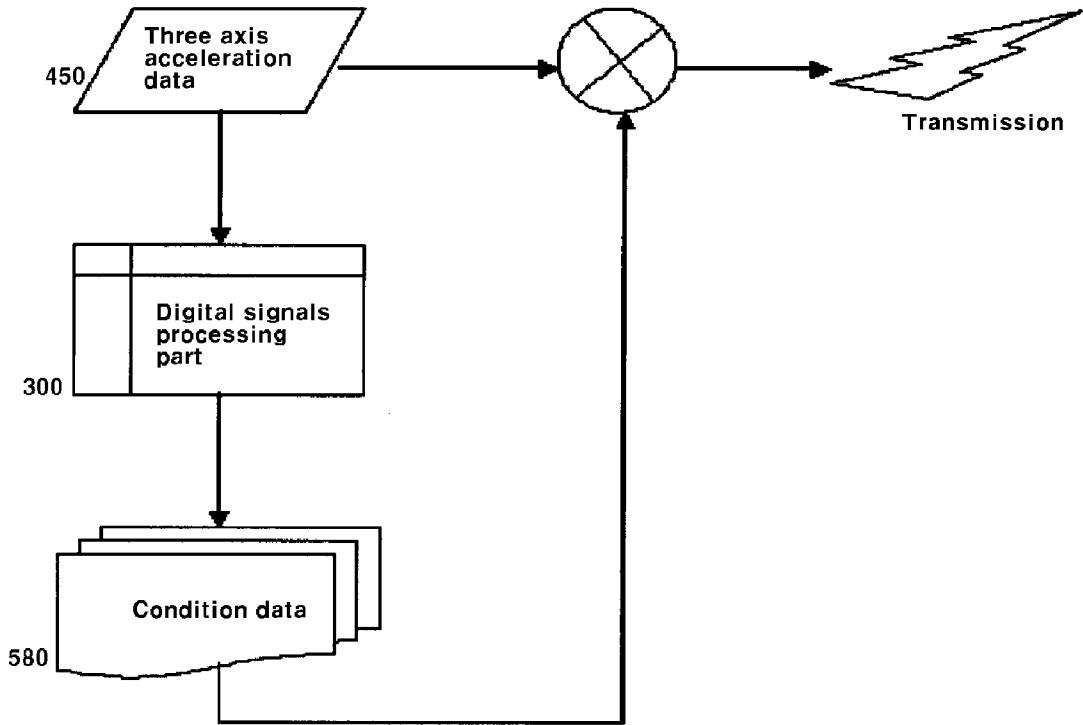 Three axis
acceleration
data
450
Transmission
Digital signals
processing
part
300
Condition data
580